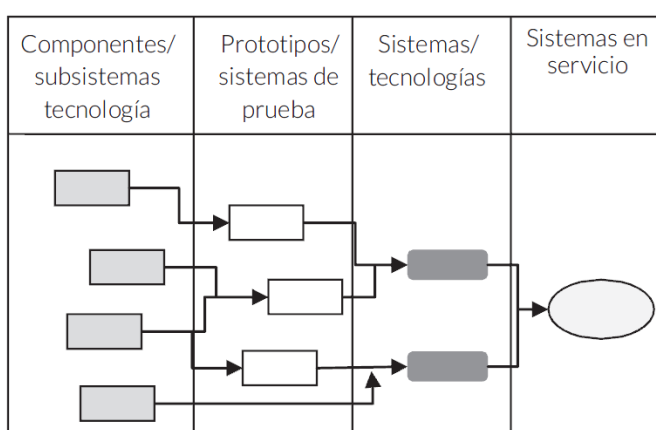 Componentes/
subsistemas
tecnología
Prototipos/
sistemas de
prueba
Sistemas/
tecnologías
Sistemas en
servicio